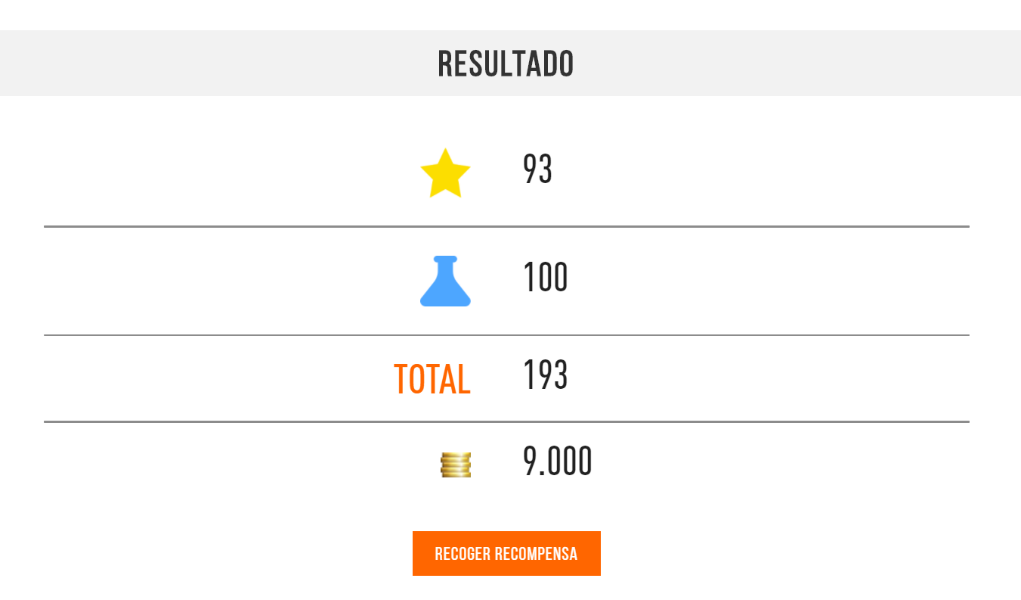 RESULTADO
93
100
TOTAL 193
9.000
RECOGER RECOMPENSA